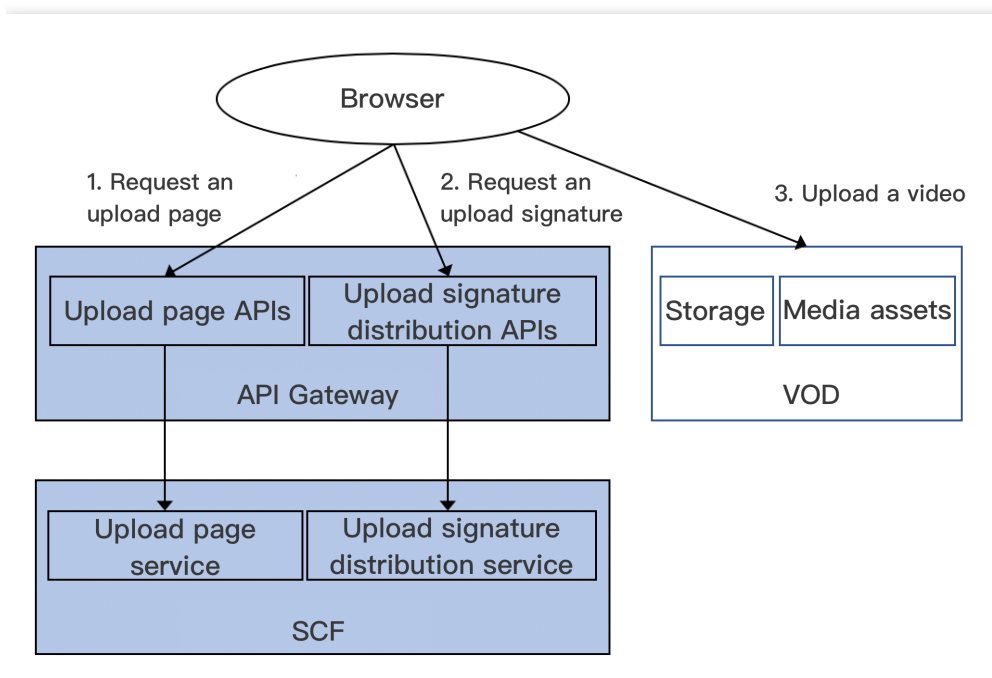 Browser
1. Request an
upload page
2. Request an
upload signature
3. Upload a video
Upload page APIs
Upload signature
distribution APIs
API Gateway
Storage
Media assets
VOD
Upload page
service
Upload signature
distribution service
SCF